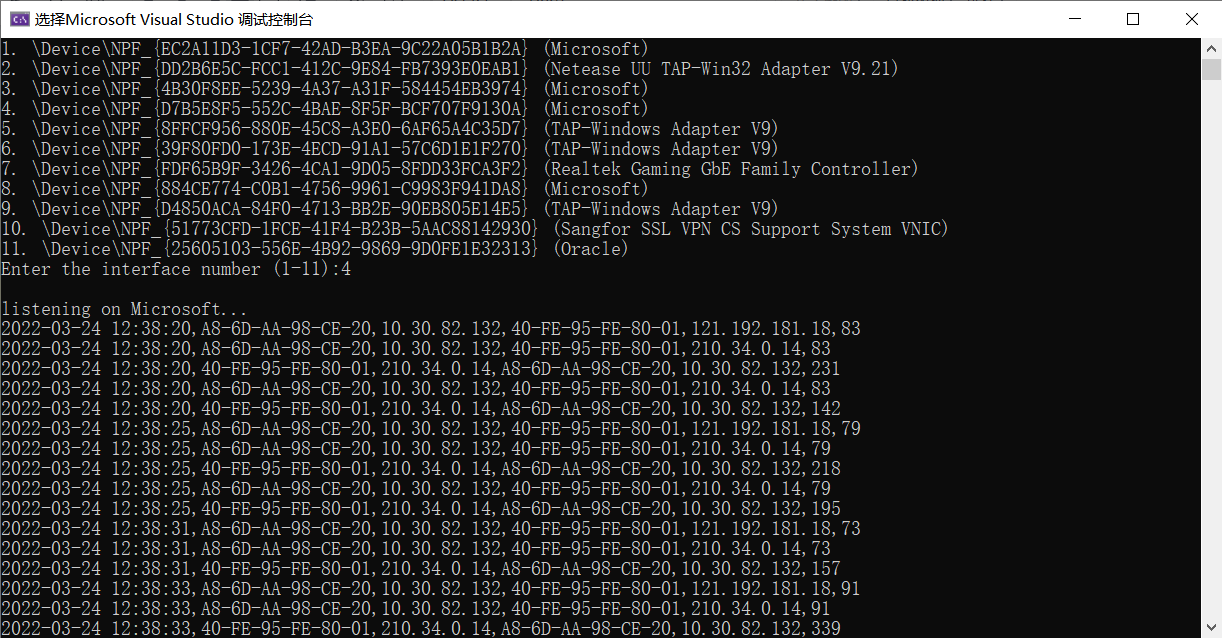 选择Microsoft Visual Studio 调试控制台
1. \Device\NPF_{EC2A11D3-1CF7-42AD-B3EA-9C22A05B1B2A} (Microsoft)
2. \Device\NPF_{DD2B6E5C-FCC1-412C-9E84-FB7393E0EAB1} (Netease UU TAP-Win32 Adapter V9.21)
3. \Device\NPF_{4B30F8EE-5239-4A37-A31F-584454EB3974} (Microsoft)
4. \Device\NPF_{D7B5E8F5-552C-4BAE-8F5F-BCF707F9130A} (Microsoft)
5. \Device\NPF_{8FFCF956-880E-45C8-A3E0-6AF65A4C35D7} (TAP-Windows Adapter V9)
6. \Device\NPF_{39F80FD0-173E-4ECD-91A1-57C6D1E1F270} (TAP-Windows Adapter V9)
7. \Device\NPF_{FDF65B9F-3426-4CA1-9D05-8FDD33FCA3F2} (Realtek Gaming GbE Family Controller)
8. \Device\NPF_{884CE774-C0B1-4756-9961-C9983F941DA8} (Microsoft)
9. \Device\NPF_{D4850ACA-84F0-4713-BB2E-90EB805E14E5} (TAP-Windows Adapter V9)
10. \Device\NPF_{51773CFD-1FCE-41F4-B23B-5AAC88142930} (Sangfor SSL VPN CS Support System VNIC)
11. \Device\NPF_{25605103-556E-4B92-9869-9D0FE1E32313} (Oracle)
Enter the interface number (1-11):4
listening on Microsoft...
2022-03-24 12:38:20,A8-6D-AA-98-CE-20,10.30.82.132,40-FE-95-FE-80-01,121.192.181.18,83
2022-03-24 12:38:20,A8-6D-AA-98-CE-20,10.30.82.132,40-FE-95-FE-80-01,210.34.0.14,83
2022-03-24 12:38:20,40-FE-95-FE-80-01,210.34.0.14,A8-6D-AA-98-CE-20,10.30.82.132,231
2022-03-24 12:38:20,A8-6D-AA-98-CE-20,10.30.82.132,40-FE-95-FE-80-01,210.34.0.14,83
2022-03-24 12:38:20,40-FE-95-FE-80-01,210.34.0.14,A8-6D-AA-98-CE-20,10.30.82.132,142
2022-03-24 12:38:25,A8-6D-AA-98-CE-20,10.30.82.132,40-FE-95-FE-80-01,121.192.181.18,79
2022-03-24 12:38:25,A8-6D-AA-98-CE-20,10.30.82.132,40-FE-95-FE-80-01,210.34.0.14,79
2022-03-24 12:38:25,40-FE-95-FE-80-01,210.34.0.14,A8-6D-AA-98-CE-20,10.30.82.132,218
2022-03-24 12:38:25,A8-6D-AA-98-CE-20,10.30.82.132,40-FE-95-FE-80-01,210.34.0.14,79
2022-03-24 12:38:25,40-FE-95-FE-80-01,210.34.0.14,A8-6D-AA-98-CE-20,10.30.82.132,195
2022-03-24 12:38:31,A8-6D-AA-98-CE-20,10.30.82.132,40-FE-95-FE-80-01,121.192.181.18,73
2022-03-24 12:38:31,A8-6D-AA-98-CE-20,10.30.82.132,40-FE-95-FE-80-01,210.34.0.14,73
2022-03-24 12:38:31,40-FE-95-FE-80-01,210.34.0.14,A8-6D-AA-98-CE-20,10.30.82.132,157
2022-03-24 12:38:33,A8-6D-AA-98-CE-20,10.30.82.132,40-FE-95-FE-80-01,121.192.181.18,91
2022-03-24 12:38:33,A8-6D-AA-98-CE-20,10.30.82.132,40-FE-95-FE-80-01,210.34.0.14,91
2022-03-24 12:38:33,40-FE-95-FE-80-01,210.34.0.14,A8-6D-AA-98-CE-20,10.30.82.132,339